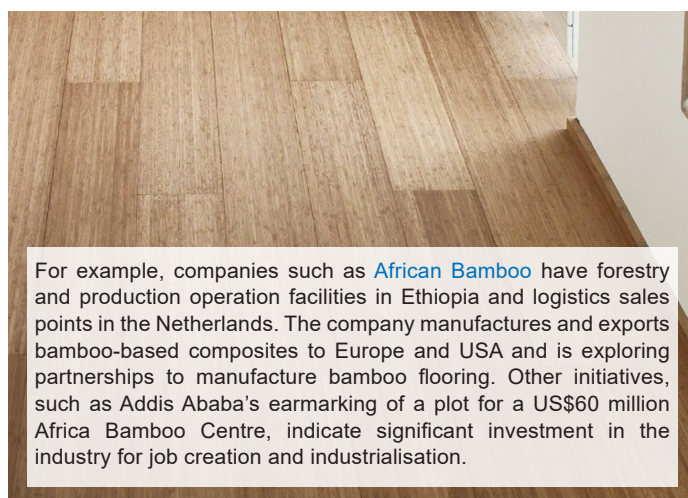 For example, companies such as African Bamboo have forestry
and production operation facilities in Ethiopia and logistics sales
points in the Netherlands. The company manufactures and exports
bamboo-based composites to Europe and USA and is exploring
partnerships to manufacture bamboo flooring. Other initiatives,
such as Addis Ababa’s earmarking of a plot for a US$60 million
Africa Bamboo Centre, indicate significant investment in the
industry for job creation and industrialisation.